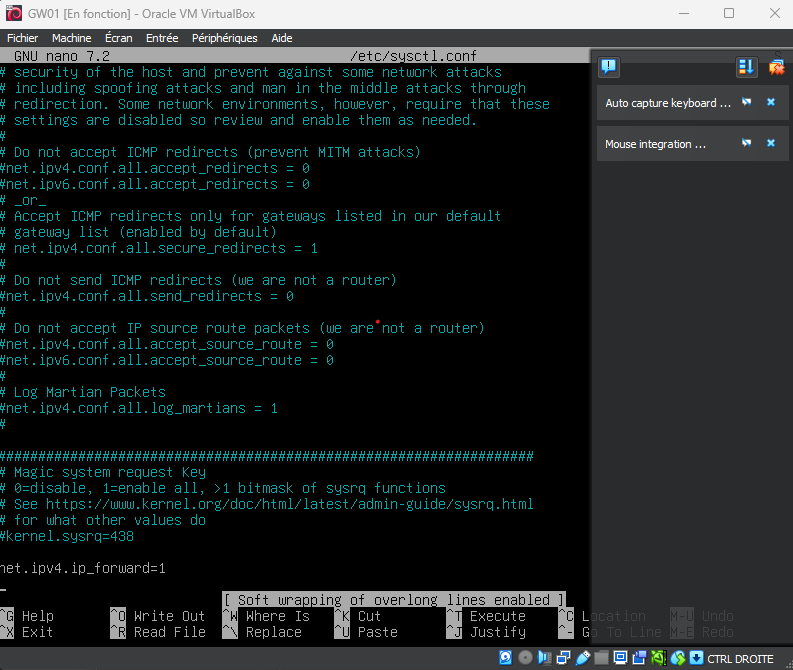 GW01 [En fonction] - Oracle VM VirtualBox
Fichier Machine Écran Entrée Périphériques Aide
GNU nano 7.2 /etc/sysctl.conf
# security of the host and prevent against some network attacks
# including spoofing attacks and man in the middle attacks through
# redirection. Some network environments, however, require that these
# settings are disabled so review and enable them as needed.
#
# Do not accept ICMP redirects (prevent MITM attacks)
#net.ipv4.conf.all.accept_redirects = 0
#net.ipv6.conf.all.accept_redirects = 0
# _or_
# Accept ICMP redirects only for gateways listed in our default
# gateway list (enabled by default)
# net.ipv4.conf.all.secure_redirects = 1
#
# Do not send ICMP redirects (we are not a router)
#net.ipv4.conf.all.send_redirects = 0
#
# Do not accept IP source route packets (we are not a router)
#net.ipv4.conf.all.accept_source_route = 0
#net.ipv6.conf.all.accept_source_route = 0
#
# Log Martian Packets
#net.ipv4.conf.all.log_martians = 1
#
###################################################################
# Magic system request Key
# 0=disable, 1=enable all, >1 bitmask of sysrq functions
# See https://www.kernel.org/doc/html/latest/admin-guide/sysrq.html
# for what other values do
#kernel.sysrq=438
net.ipv4.ip_forward=1
[ Soft wrapping of overlong lines enabled ]
^G Help ^O Write Out ^W Where Is ^K Cut ^T Execute ^C Location M-U Undo
^X Exit ^R Read File ^\ Replace ^U Paste ^J Justify ^- Go To Line M-E Redo
Auto capture keyboard ...
Mouse integration ...
CTRL DROITE